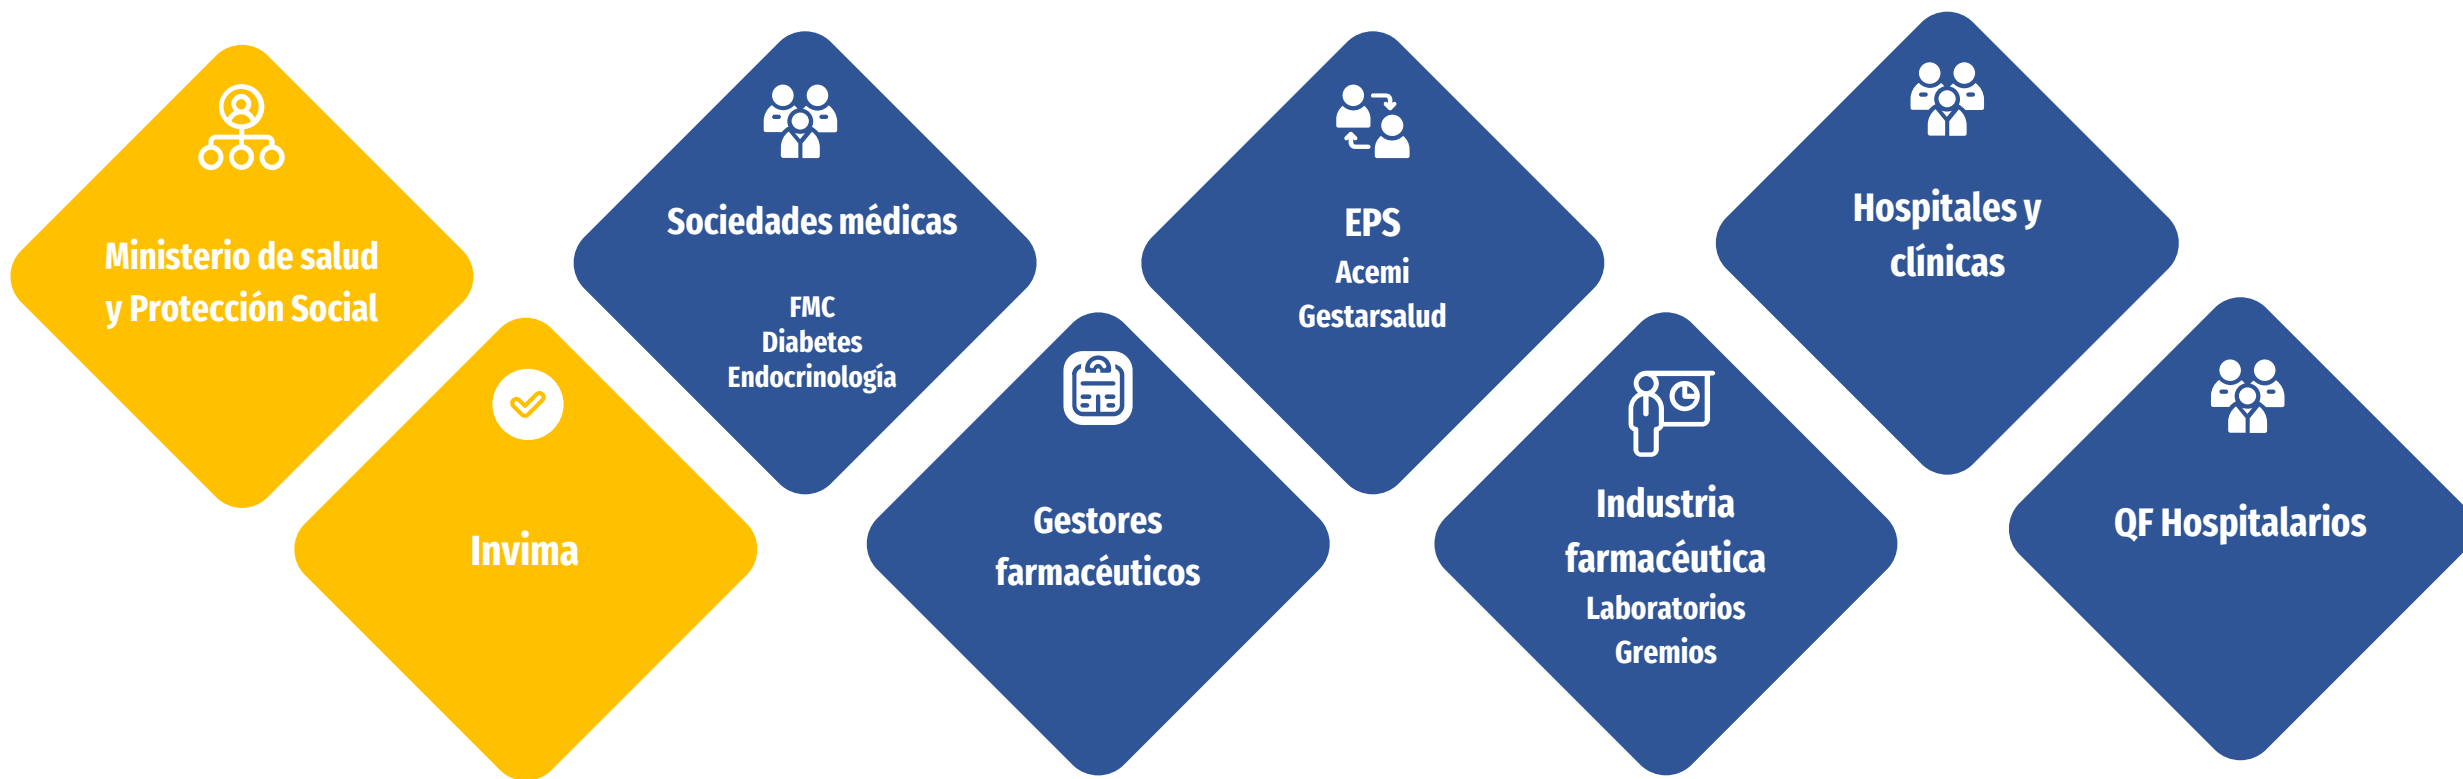 Ministerio de salud
y Protección Social
Invima
Sociedades médicas
FMC
Diabetes
Endocrinología
Gestores
farmacéuticos
EPS
Acemi
Gestarsalud
Industria
farmacéutica
Laboratorios
Gremios
Hospitales y
clínicas
QF Hospitalarios